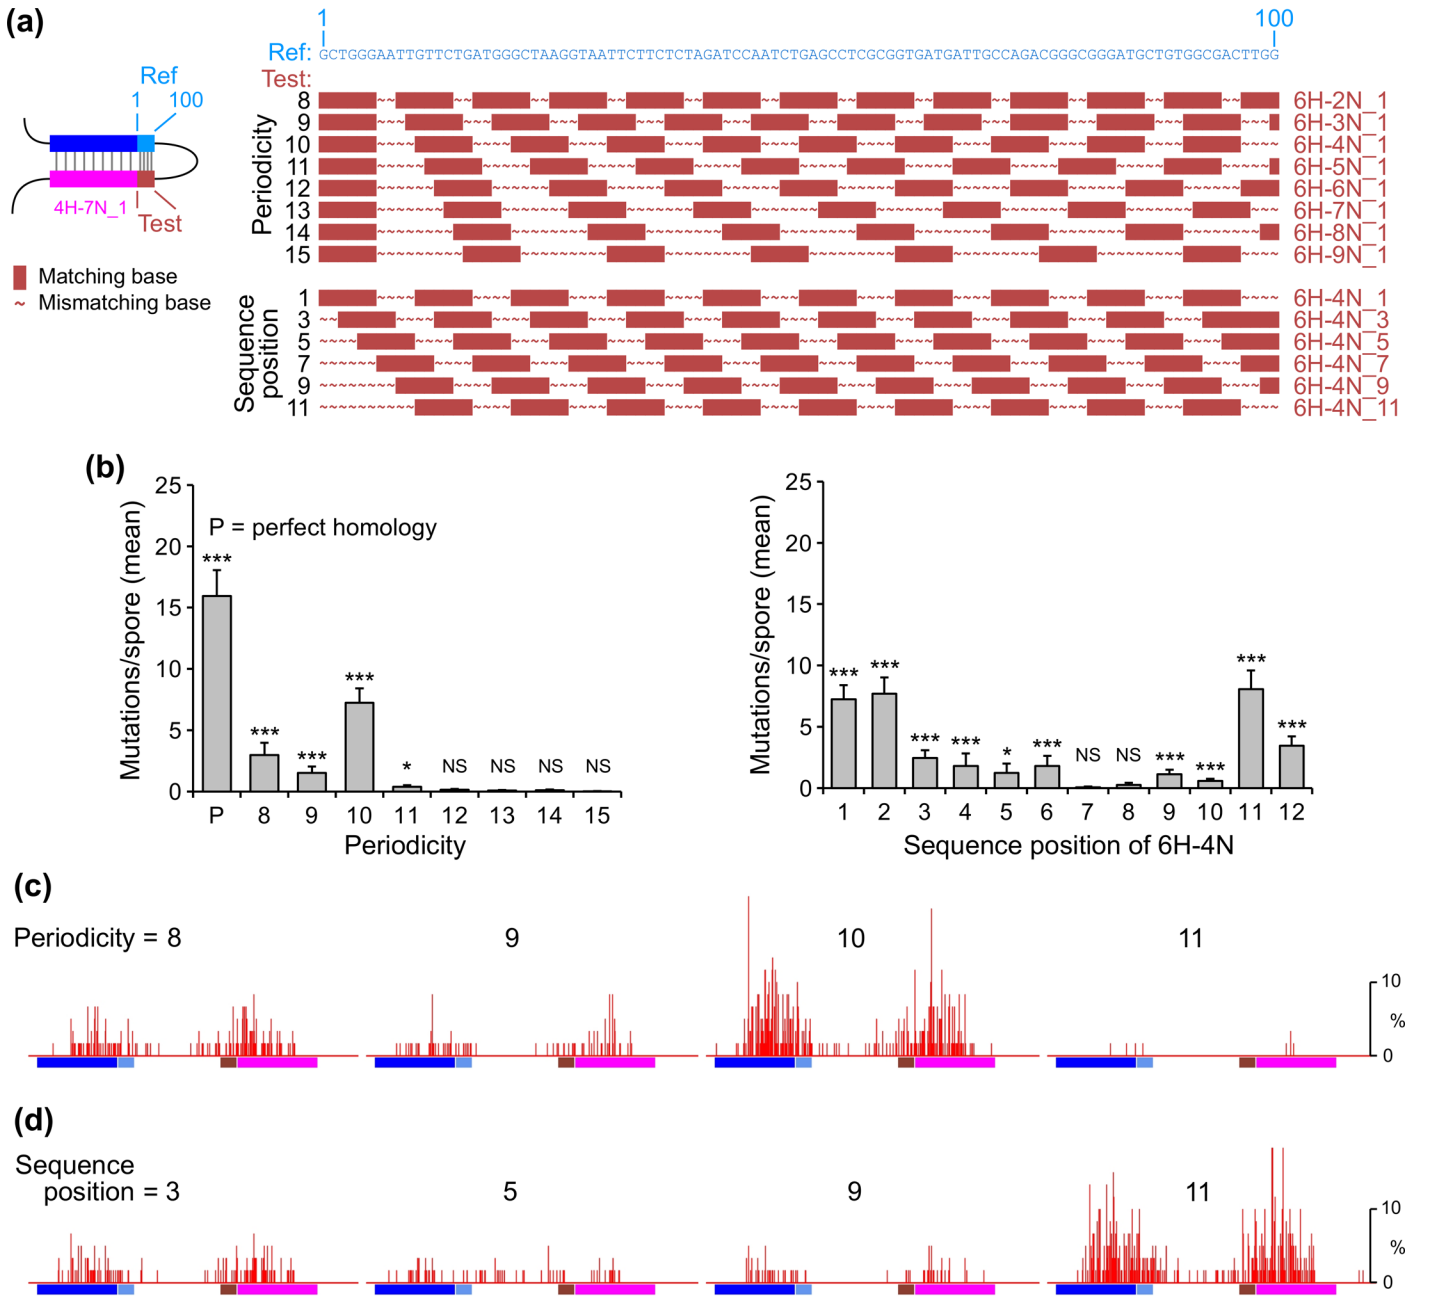 (a)
1 100
Ref: GCTGGGAATTGTTCTGATGGGCTAAGGTAATTCTTCTCTAGATCCAATCTGAGCCTCGCGGTGATGATTGCCAGACGGGCGGGATGCTGTGGCGACTTGG
Test:
Ref
1 100
4H-7N_1
Test
Matching base
~ Mismatching base
Periodicity
8 6H-2N_1
9 6H-3N_1
10 6H-4N_1
11 6H-5N_1
12 6H-6N_1
13 6H-7N_1
14 6H-8N_1
15 6H-9N_1
Sequence
position
1 6H-4N_1
3 6H-4N_3
5 6H-4N_5
7 6H-4N_7
9 6H-4N_9
11 6H-4N_11
(b)
Mutations/spore (mean)
25
20
15
10
5
0
P = perfect homology
*** *** *** *** * NS NS NS NS
P 8 9 10 11 12 13 14 15
Periodicity
Mutations/spore (mean)
25
20
15
10
5
0
*** *** *** *** * *** NS NS *** *** *** ***
1 2 3 4 5 6 7 8 9 10 11 12
Sequence position of 6H-4N
(c)
Periodicity = 8 9 10 11
10
%
0
(d)
Sequence
position = 3 5 9 11
10
%
0